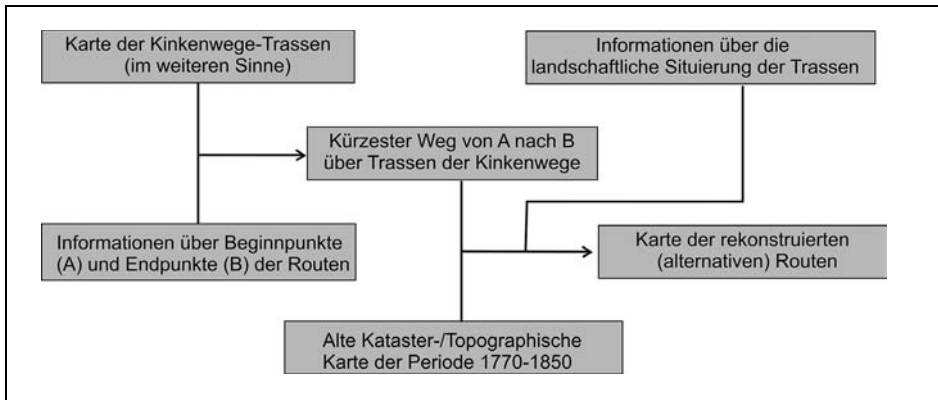 Karte der Kinkenwege-Trassen
(im weiteren Sinne)
Informationen über die
landschaftliche Situierung der Trassen
Kürzester Weg von A nach B
über Trassen der Kinkenwege
Informationen über Beginnpunkte
(A) und Endpunkte (B) der Routen
Karte der rekonstruierten
(alternativen) Routen
Alte Kataster-/Topographische
Karte der Periode 1770-1850